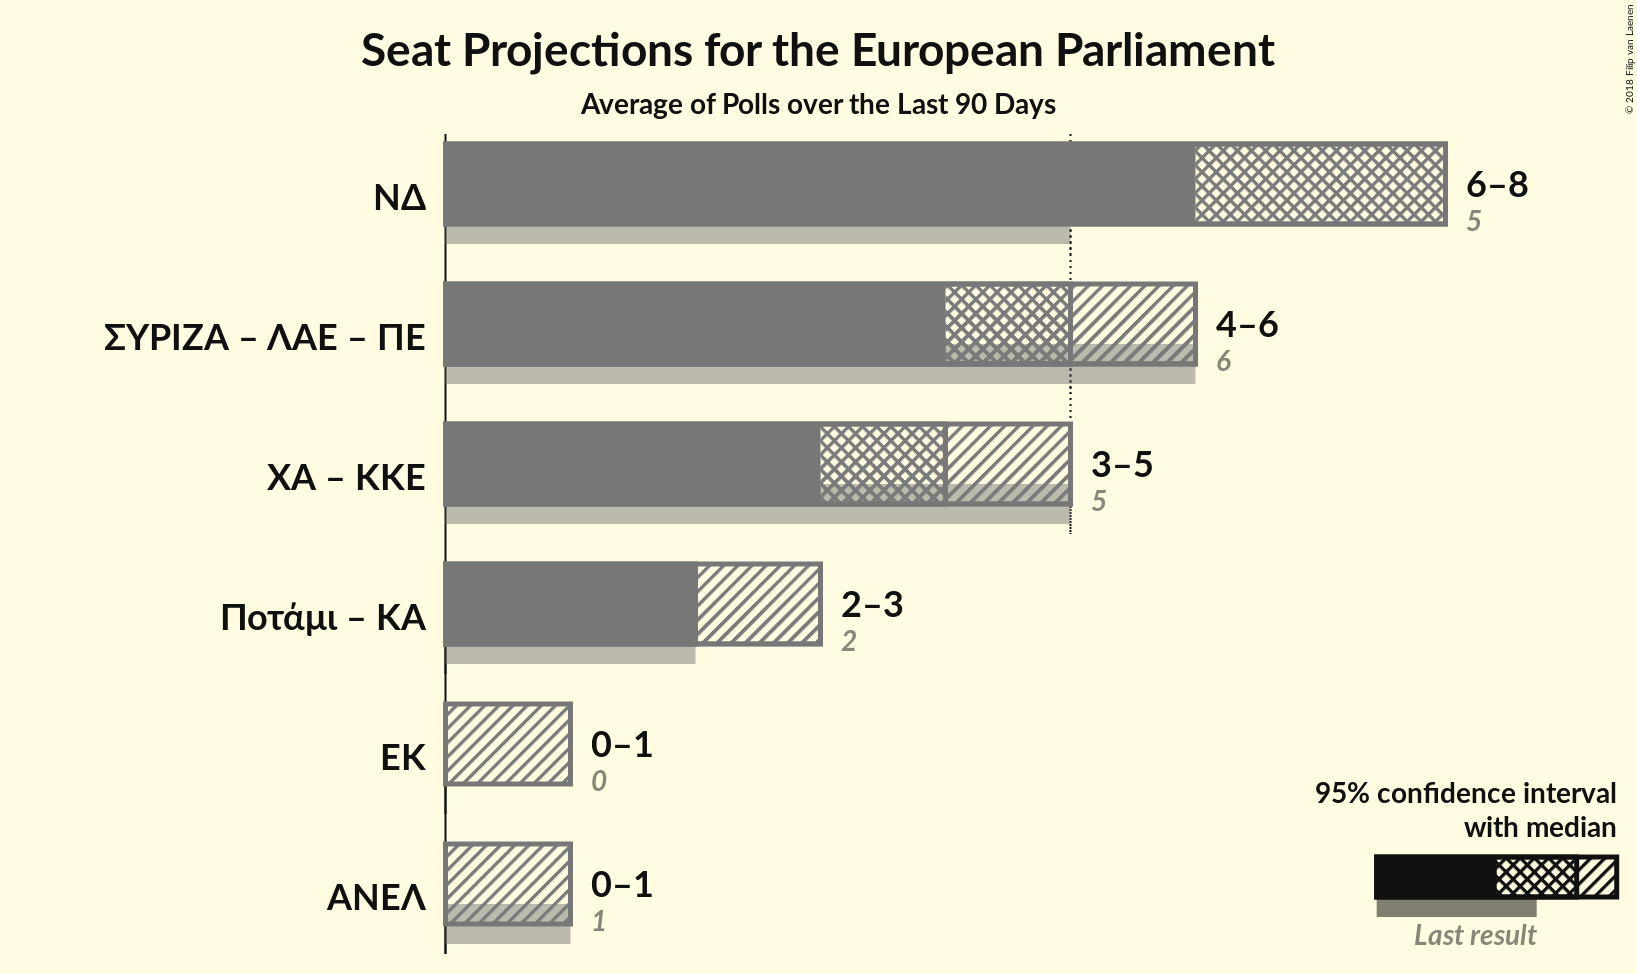 Seat Projections for the European Parliament
Average of Polls over the Last 90 Days
© 2018 Filip van Laenen
ΝΔ
6–8
5
ΣΥΡΙΖΑ – ΛΑΕ – ΠΕ
4–6
6
ΧΑ – ΚΚΕ
3–5
5
Ποτάμι – ΚΑ
2–3
2
ΕΚ
0–1
0
ΑΝΕΛ
0–1
1
95% confidence interval
with median
Last result